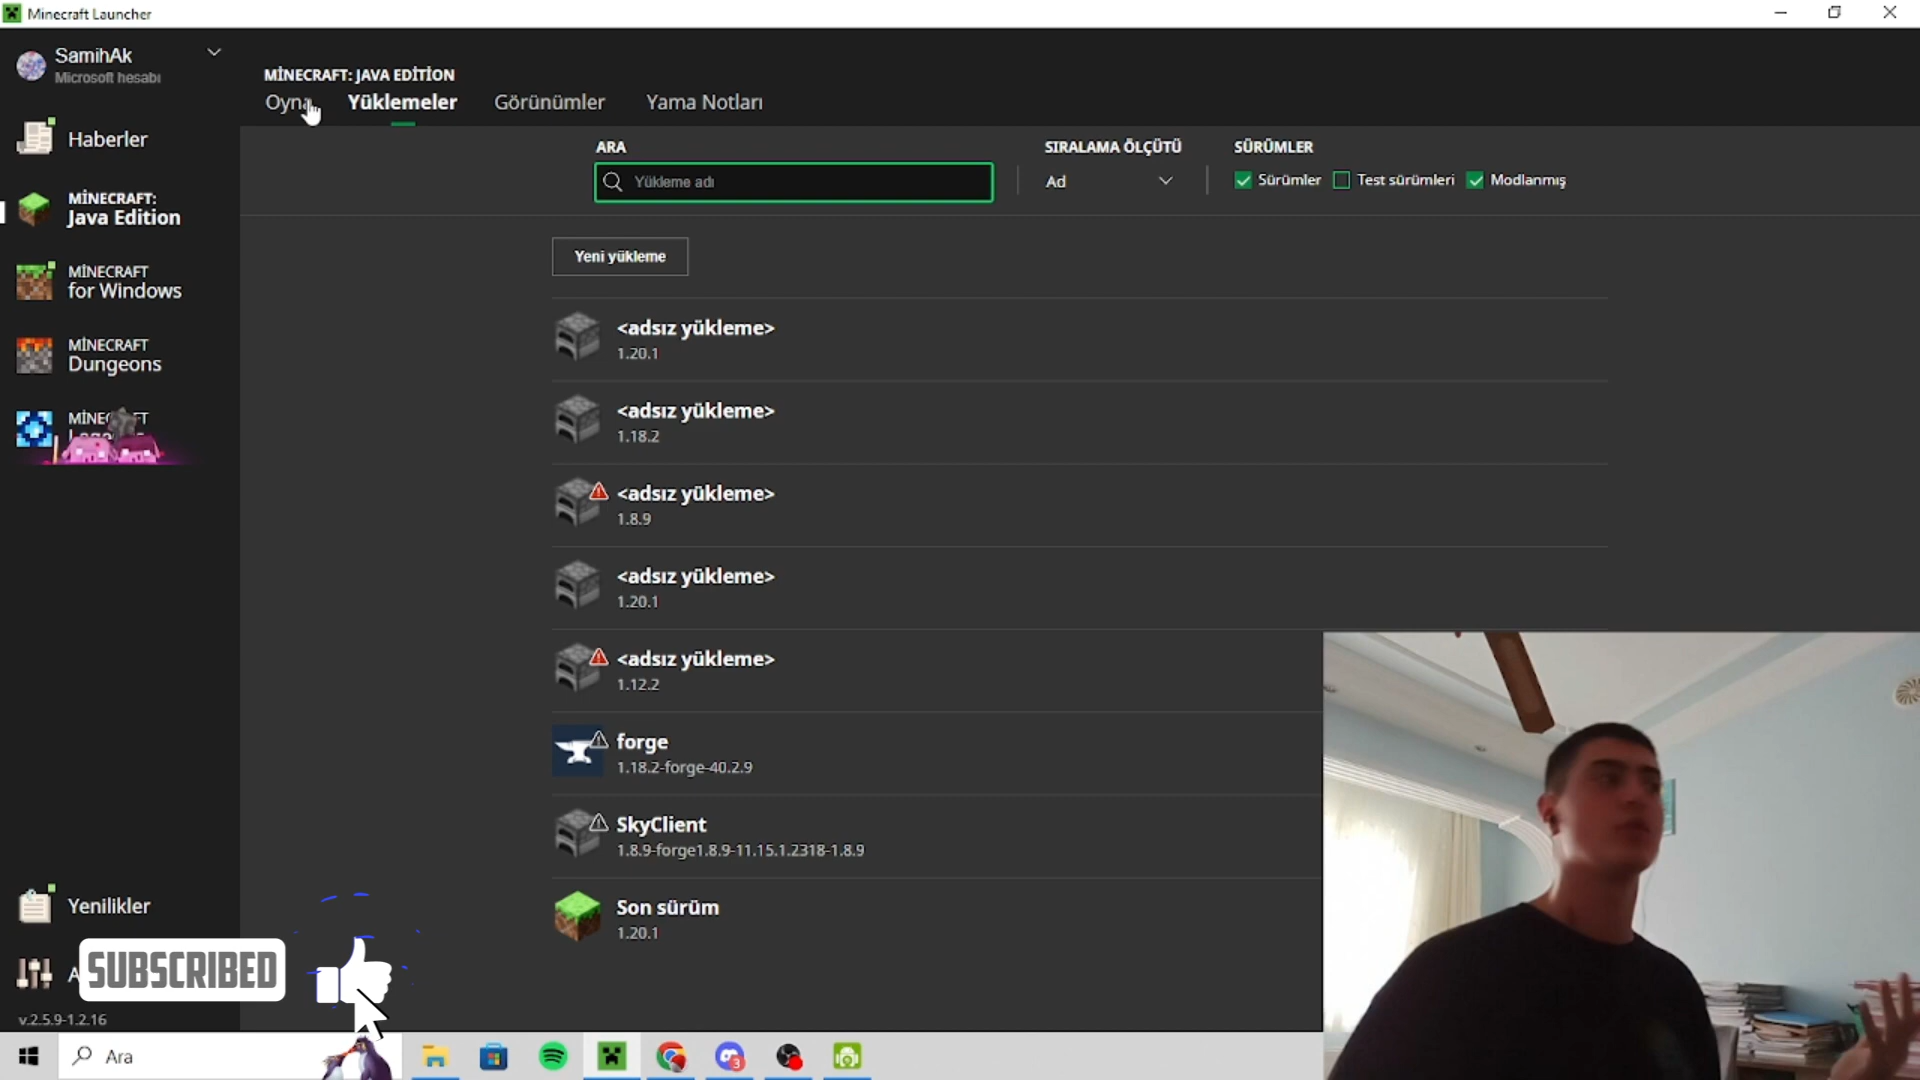 Minecraft Launcher
SamihAk
Microsoft hesabı
Haberler
MİNECRAFT:
Java Edition
MİNECRAFT
for Windows
MİNECRAFT
Dungeons
v.2.5.9-1.2.16
Yenilikler
SUBSCRIBED
MİNECRAFT: JAVA EDİTİON
Oyna Yüklemeler Görünümler Yama Notları
ARA
Yükleme adı
SIRALAMA ÖLÇÜTÜ
Ad
SÜRÜMLER
Sürümler Test sürümleri Modlanmış
Yeni yükleme
<adsız yükleme>
1.20.1
<adsız yükleme>
1.18.2
<adsız yükleme>
1.8.9
<adsız yükleme>
1.20.1
<adsız yükleme>
1.12.2
forge
1.18.2-forge-40.2.9
SkyClient
1.8.9-forge1.8.9-11.15.1.2318-1.8.9
Son sürüm
1.20.1
Ara
3